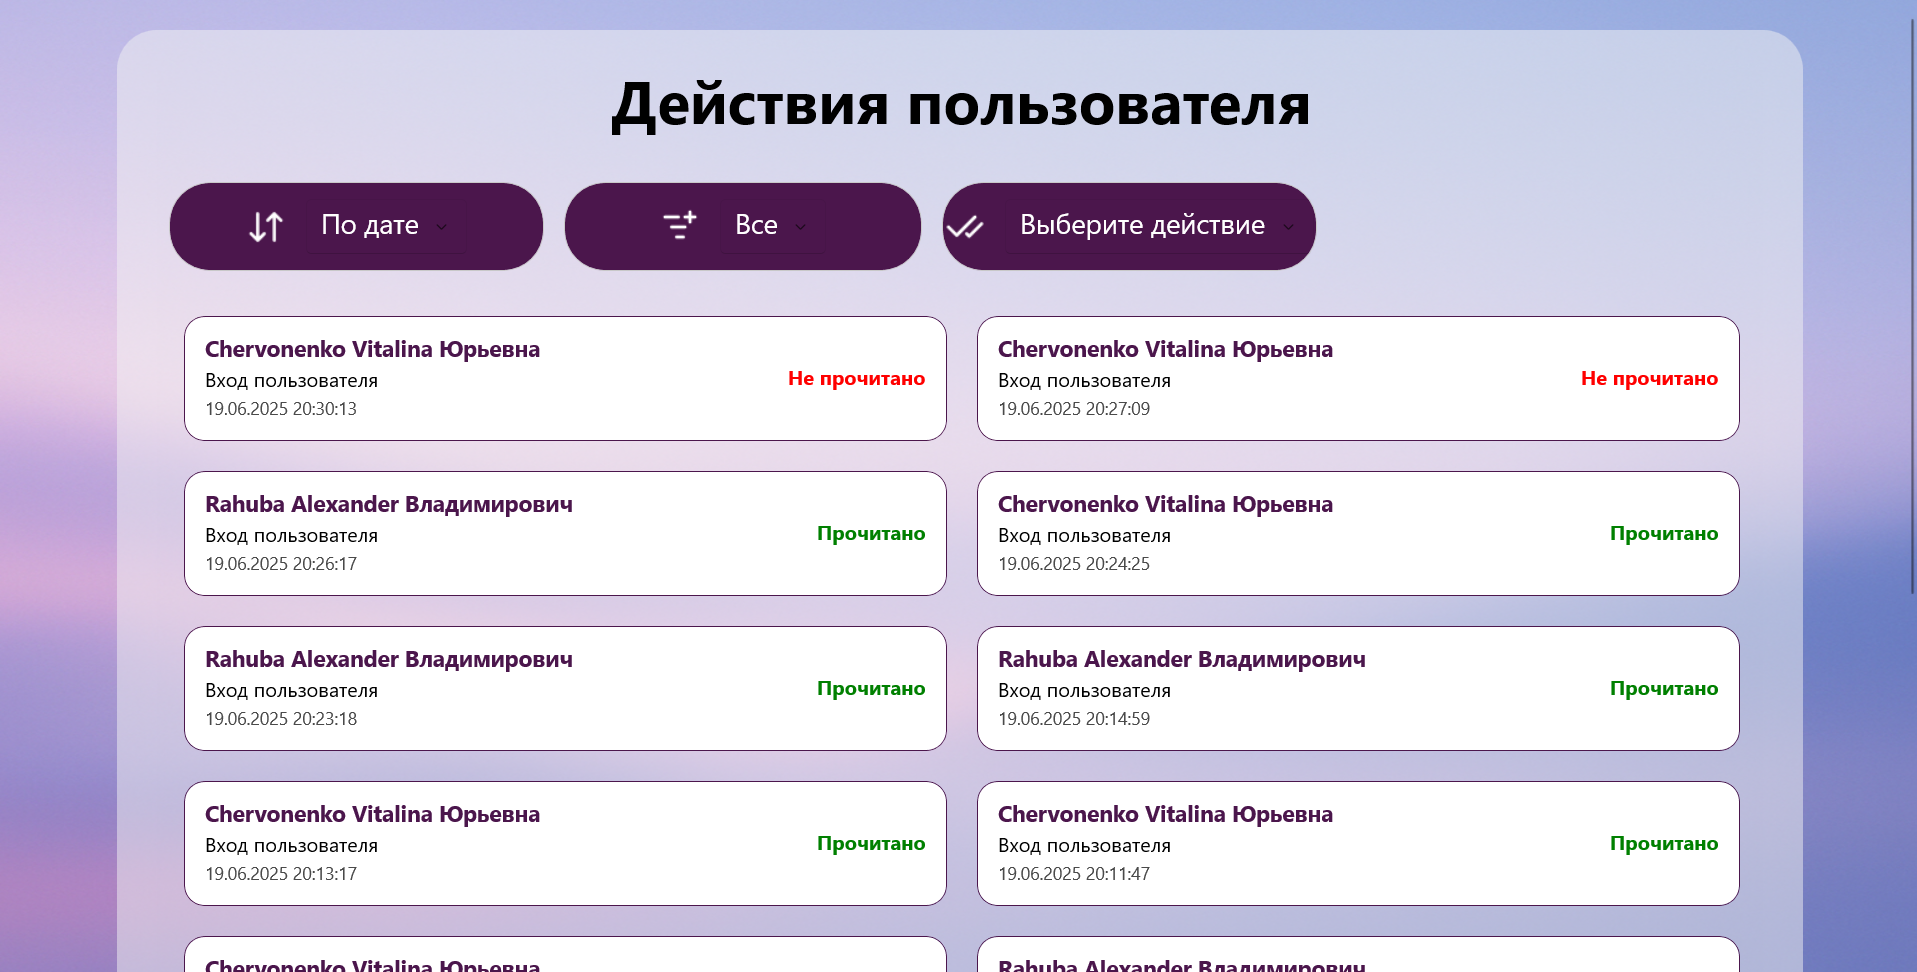 Действия пользователя
По дате
Все
Выберите действие
Chervonenko Vitalina Юрьевна
Вход пользователя
Не прочитано
19.06.2025 20:30:13
Chervonenko Vitalina Юрьевна
Вход пользователя
Не прочитано
19.06.2025 20:27:09
Rahuba Alexander Владимирович
Вход пользователя
Прочитано
19.06.2025 20:26:17
Chervonenko Vitalina Юрьевна
Вход пользователя
Прочитано
19.06.2025 20:24:25
Rahuba Alexander Владимирович
Вход пользователя
Прочитано
19.06.2025 20:23:18
Rahuba Alexander Владимирович
Вход пользователя
Прочитано
19.06.2025 20:14:59
Chervonenko Vitalina Юрьевна
Вход пользователя
Прочитано
19.06.2025 20:13:17
Chervonenko Vitalina Юрьевна
Вход пользователя
Прочитано
19.06.2025 20:11:47
Chervonenko Vitalina Юрьевна
Rahuba Alexander Владимирович